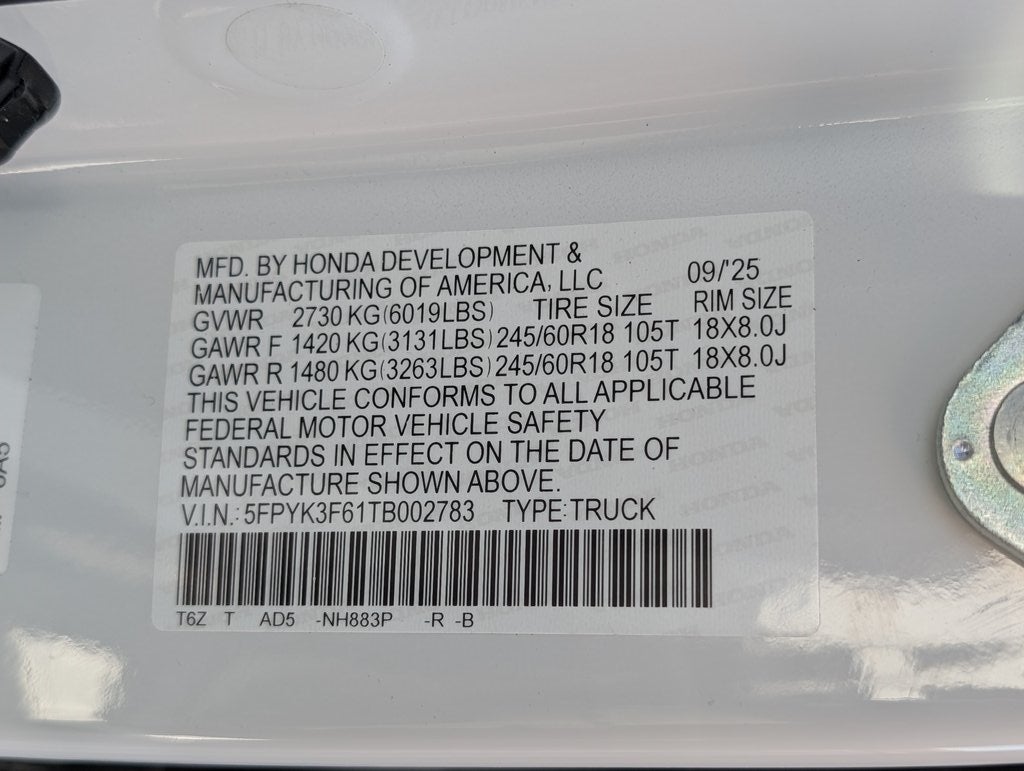 MFD. BY HONDA DEVELOPMENT &
MANUFACTURING OF AMERICA, LLC 09/'25
GVWR 2730 KG(6019LBS) TIRE SIZE RIM SIZE
GAWR F 1420 KG(3131LBS) 245/60R18 105T 18X8.0J
GAWR R 1480 KG(3263LBS) 245/60R18 105T 18X8.0J
THIS VEHICLE CONFORMS TO ALL APPLICABLE
FEDERAL MOTOR VEHICLE SAFETY
STANDARDS IN EFFECT ON THE DATE OF
MANUFACTURE SHOWN ABOVE.
V.I.N.: 5FPYK3F61TB002783 TYPE: TRUCK
T6Z T AD5 -NH883P -R -B